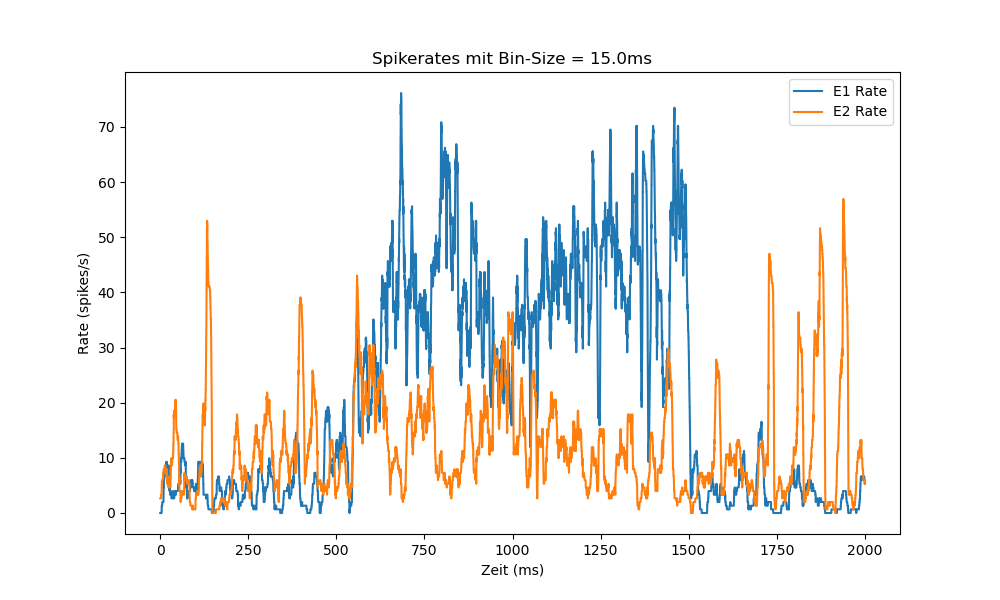 Spikerates mit Bin-Size = 15.0ms
E1 Rate
E2 Rate
Rate (spikes/s)
70
60
50
40
30
20
10
0
0 250 500 750 1000 1250 1500 1750 2000
Zeit (ms)